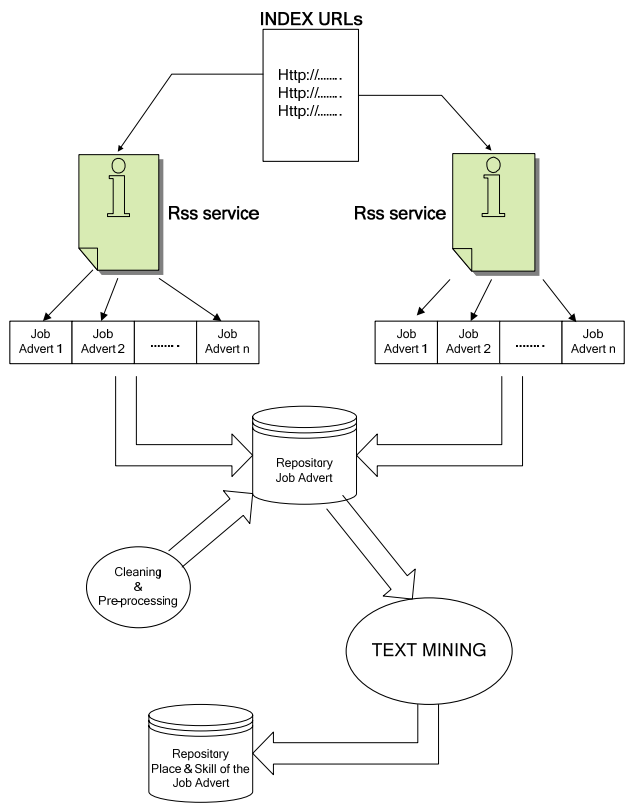 INDEX URLs
Http://........
Http://........
Http://........
i
Rss service
Rss service
i
Job
Advert 1
Job
Advert 2
........
Job
Advert n
Job
Advert 1
Job
Advert 2
........
Job
Advert n
Repository
Job Advert
Cleaning
&
Pre-processing
TEXT MINING
Repository
Place & Skill of the
Job Advert